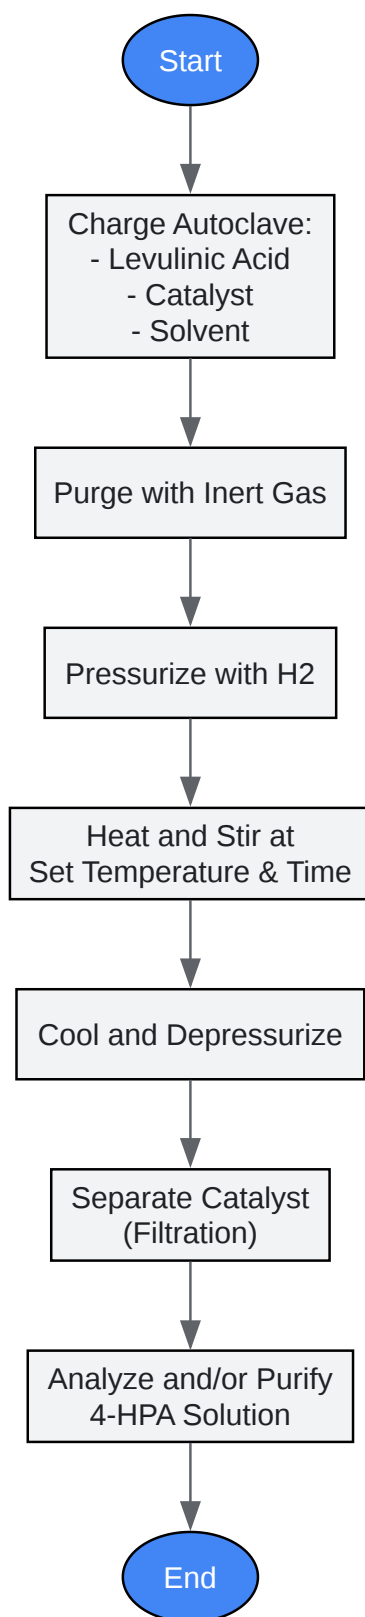 Start
Charge Autoclave:
- Levulinic Acid
- Catalyst
- Solvent
Purge with Inert Gas
Pressurize with H2
Heat and Stir at
Set Temperature & Time
Cool and Depressurize
Separate Catalyst
(Filtration)
Analyze and/or Purify
4-HPA Solution
End